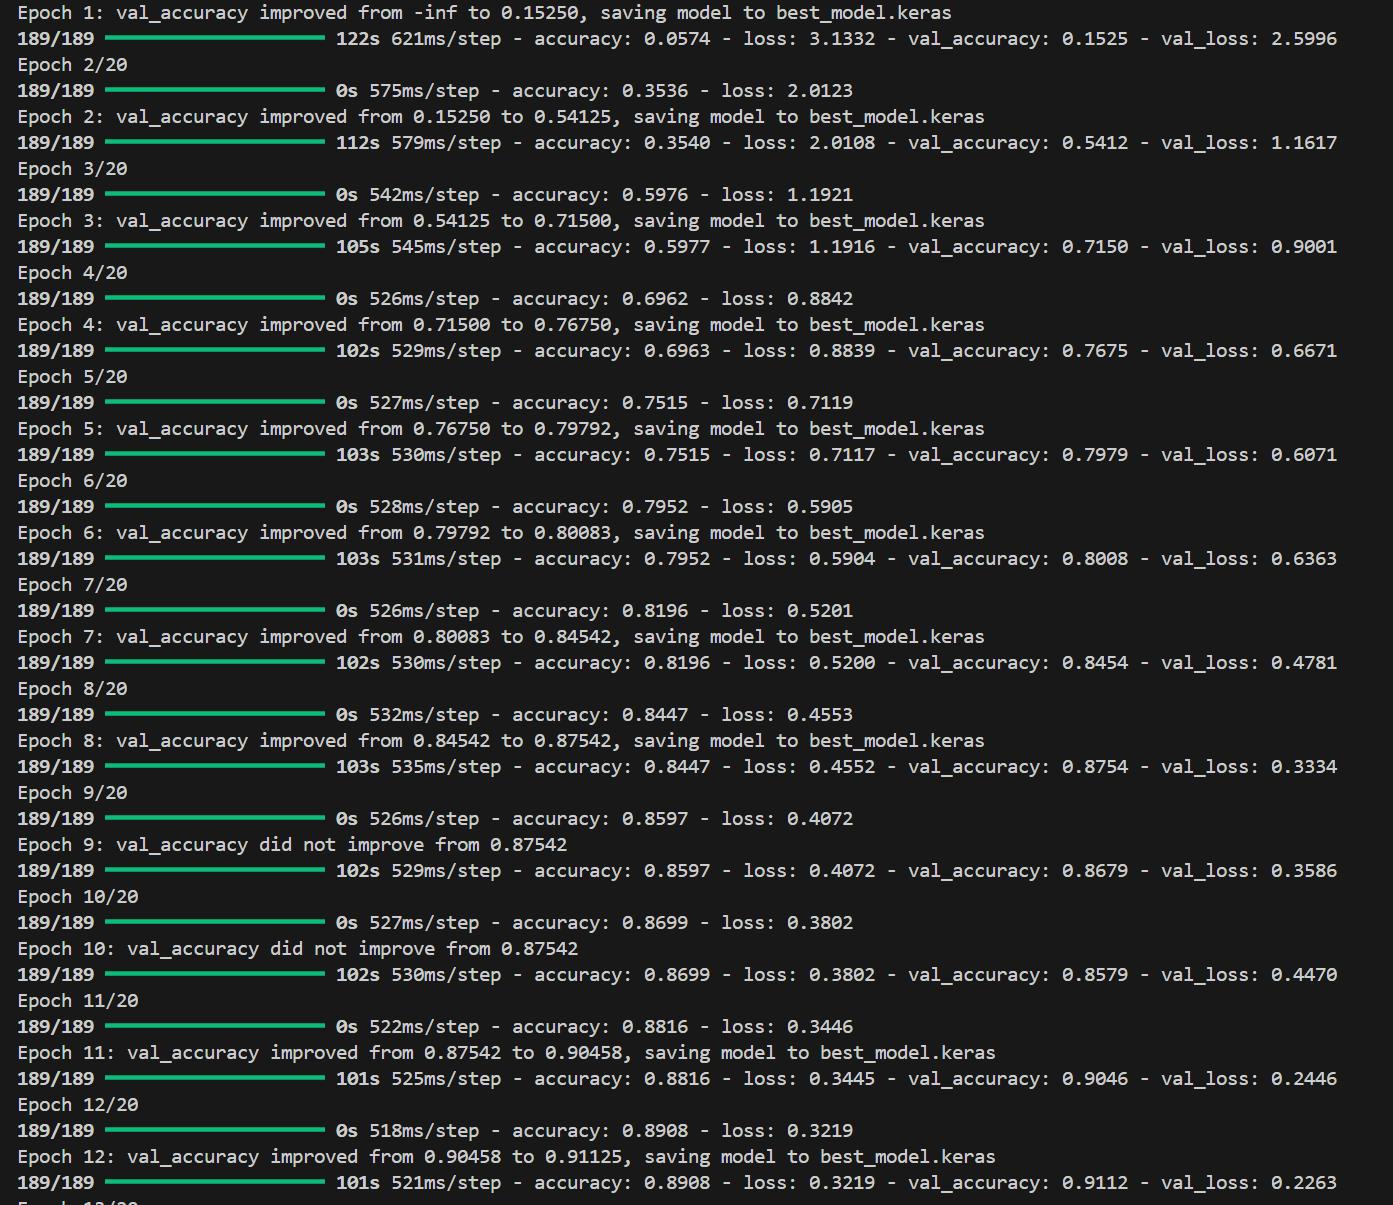 Epoch 1: val_accuracy improved from -inf to 0.15250, saving model to best_model.keras
189/189 122s 621ms/step - accuracy: 0.0574 - loss: 3.1332 - val_accuracy: 0.1525 - val_loss: 2.5996
Epoch 2/20
189/189 0s 575ms/step - accuracy: 0.3536 - loss: 2.0123
Epoch 2: val_accuracy improved from 0.15250 to 0.54125, saving model to best_model.keras
189/189 112s 579ms/step - accuracy: 0.3540 - loss: 2.0108 - val_accuracy: 0.5412 - val_loss: 1.1617
Epoch 3/20
189/189 0s 542ms/step - accuracy: 0.5976 - loss: 1.1921
Epoch 3: val_accuracy improved from 0.54125 to 0.71500, saving model to best_model.keras
189/189 105s 545ms/step - accuracy: 0.5977 - loss: 1.1916 - val_accuracy: 0.7150 - val_loss: 0.9001
Epoch 4/20
189/189 0s 526ms/step - accuracy: 0.6962 - loss: 0.8842
Epoch 4: val_accuracy improved from 0.71500 to 0.76750, saving model to best_model.keras
189/189 102s 529ms/step - accuracy: 0.6963 - loss: 0.8839 - val_accuracy: 0.7675 - val_loss: 0.6671
Epoch 5/20
189/189 0s 527ms/step - accuracy: 0.7515 - loss: 0.7119
Epoch 5: val_accuracy improved from 0.76750 to 0.79792, saving model to best_model.keras
189/189 103s 530ms/step - accuracy: 0.7515 - loss: 0.7117 - val_accuracy: 0.7979 - val_loss: 0.6071
Epoch 6/20
189/189 0s 528ms/step - accuracy: 0.7952 - loss: 0.5905
Epoch 6: val_accuracy improved from 0.79792 to 0.80083, saving model to best_model.keras
189/189 103s 531ms/step - accuracy: 0.7952 - loss: 0.5904 - val_accuracy: 0.8008 - val_loss: 0.6363
Epoch 7/20
189/189 0s 526ms/step - accuracy: 0.8196 - loss: 0.5201
Epoch 7: val_accuracy improved from 0.80083 to 0.84542, saving model to best_model.keras
189/189 102s 530ms/step - accuracy: 0.8196 - loss: 0.5200 - val_accuracy: 0.8454 - val_loss: 0.4781
Epoch 8/20
189/189 0s 532ms/step - accuracy: 0.8447 - loss: 0.4553
Epoch 8: val_accuracy improved from 0.84542 to 0.87542, saving model to best_model.keras
189/189 103s 535ms/step - accuracy: 0.8447 - loss: 0.4552 - val_accuracy: 0.8754 - val_loss: 0.3334
Epoch 9/20
189/189 0s 526ms/step - accuracy: 0.8597 - loss: 0.4072
Epoch 9: val_accuracy did not improve from 0.87542
189/189 102s 529ms/step - accuracy: 0.8597 - loss: 0.4072 - val_accuracy: 0.8679 - val_loss: 0.3586
Epoch 10/20
189/189 0s 527ms/step - accuracy: 0.8699 - loss: 0.3802
Epoch 10: val_accuracy did not improve from 0.87542
189/189 102s 530ms/step - accuracy: 0.8699 - loss: 0.3802 - val_accuracy: 0.8579 - val_loss: 0.4470
Epoch 11/20
189/189 0s 522ms/step - accuracy: 0.8816 - loss: 0.3446
Epoch 11: val_accuracy improved from 0.87542 to 0.90458, saving model to best_model.keras
189/189 101s 525ms/step - accuracy: 0.8816 - loss: 0.3445 - val_accuracy: 0.9046 - val_loss: 0.2446
Epoch 12/20
189/189 0s 518ms/step - accuracy: 0.8908 - loss: 0.3219
Epoch 12: val_accuracy improved from 0.90458 to 0.91125, saving model to best_model.keras
189/189 101s 521ms/step - accuracy: 0.8908 - loss: 0.3219 - val_accuracy: 0.9112 - val_loss: 0.2263